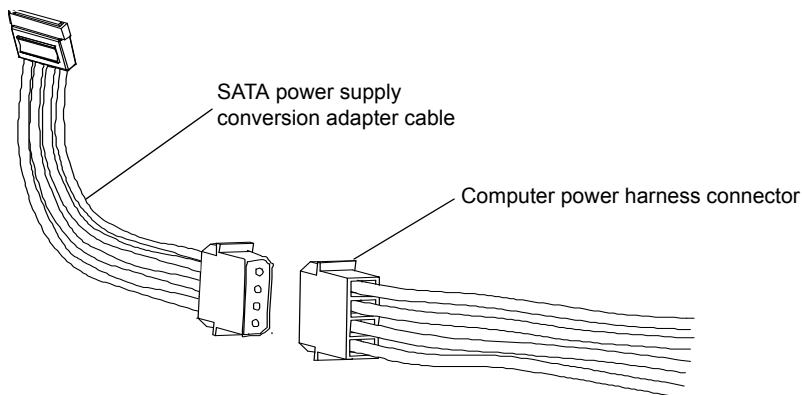 SATA power supply
conversion adapter cable
Computer power harness connector